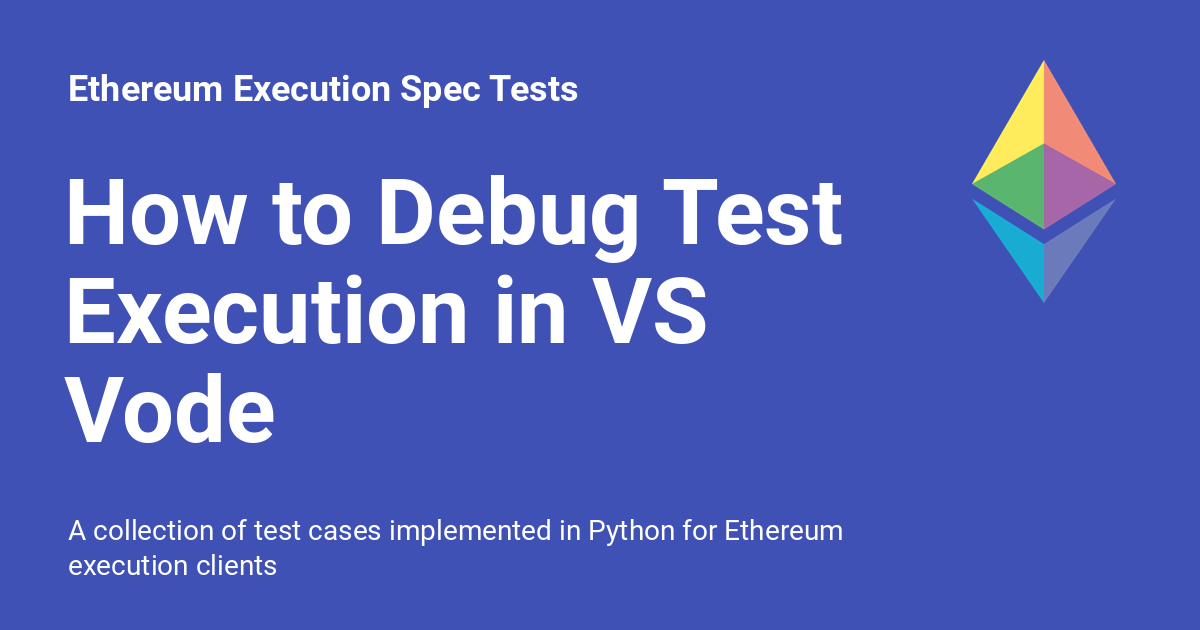 Ethereum Execution Spec Tests
How to Debug Test
Execution in VS
Vode
A collection of test cases implemented in Python for Ethereum
execution clients